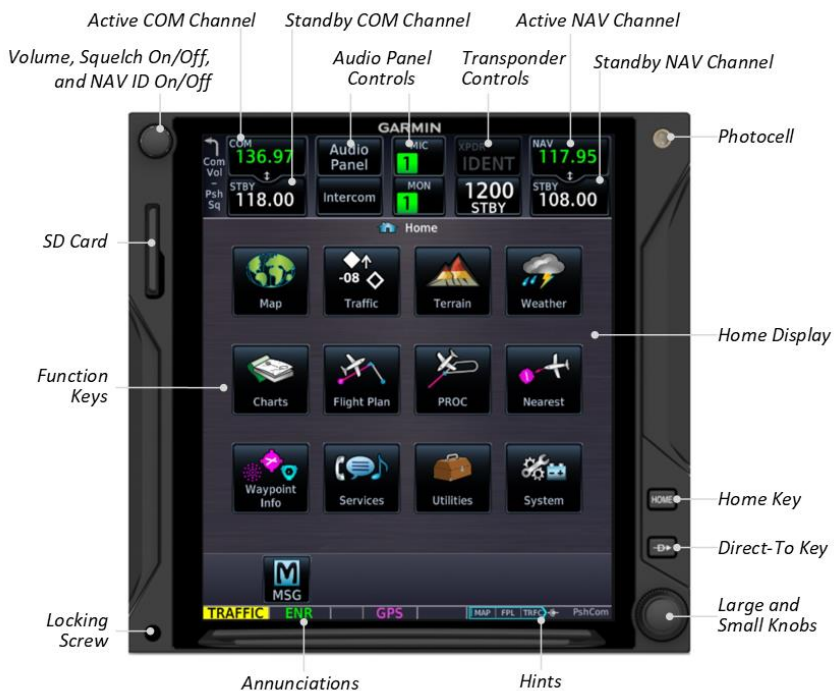 Active COM Channel
Standby COM Channel
Active NAV Channel
Volume, Squelch On/Off,
and NAV ID On/Off
Audio Panel
Controls
Transponder
Controls
Standby NAV Channel
GARMIN
Photocell
COM
136.97
Audio
Panel
MIC
1
XPDR
IDENT
NAV
117.95
Com
Vol
–
Psh
Sq
STBY
118.00
Intercom
MON
1
1200
STBY
STBY
108.00
Home
SD Card
Map
Traffic
-08
Terrain
Weather
Home Display
Function
Keys
Charts
Flight Plan
PROC
Nearest
Waypoint
Info
Services
Utilities
System
HOME
Home Key
D
Direct-To Key
M
MSG
Large and
Small Knobs
Locking
Screw
TRAFFIC ENR GPS MAP FPL TRFC PshCom
Annunciations
Hints